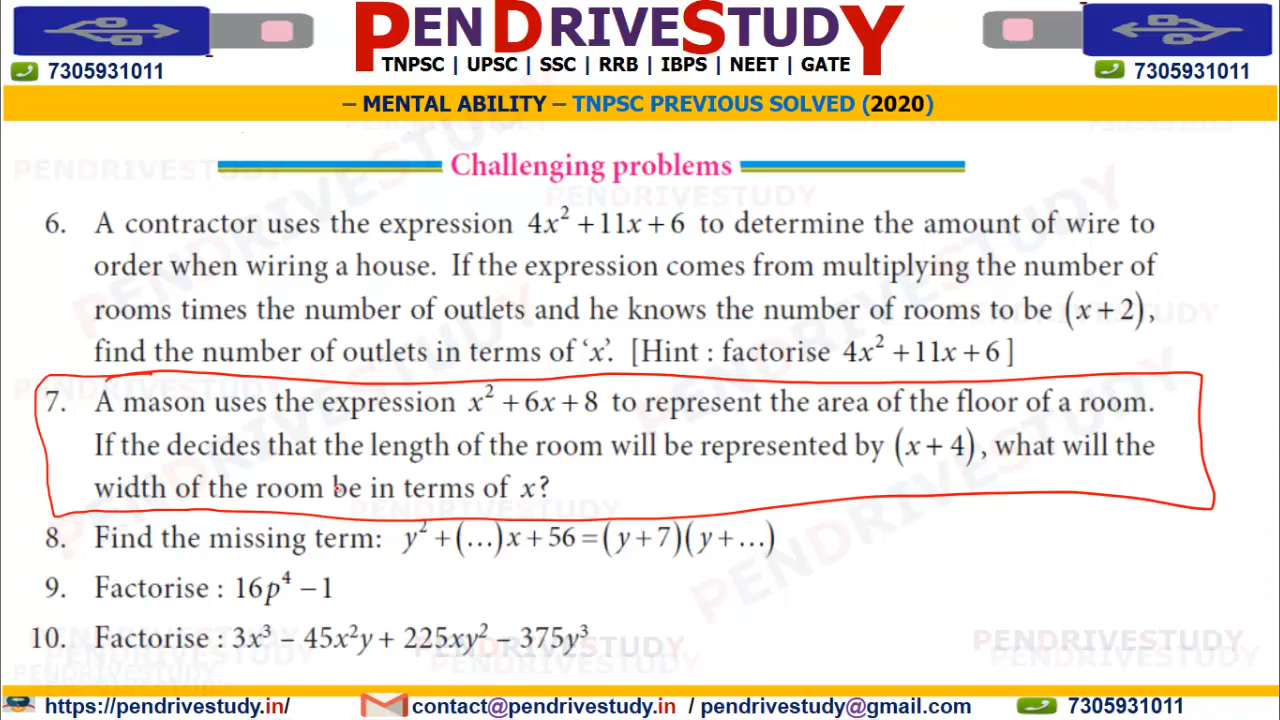 PENDRIVESTUDY
TNPSC | UPSC | SSC | RRB | IBPS | NEET | GATE
7305931011
7305931011
– MENTAL ABILITY – TNPSC PREVIOUS SOLVED (2020)
Challenging problems
6. A contractor uses the expression 4x² + 11x + 6 to determine the amount of wire to
order when wiring a house. If the expression comes from multiplying the number of
rooms times the number of outlets and he knows the number of rooms to be (x + 2),
find the number of outlets in terms of ‘x’. [Hint : factorise 4x² + 11x + 6 ]
7. A mason uses the expression x² + 6x + 8 to represent the area of the floor of a room.
If the decides that the length of the room will be represented by (x + 4), what will the
width of the room be in terms of x?
8. Find the missing term: y² + (...)x + 56 = (y + 7)(y + ...)
9. Factorise : 16p⁴ – 1
10. Factorise : 3x³ – 45x²y + 225xy² – 375y³
PENDRIVESTUDY
https://pendrivestudy.in/ contact@pendrivestudy.in / pendrivestudy@gmail.com 7305931011